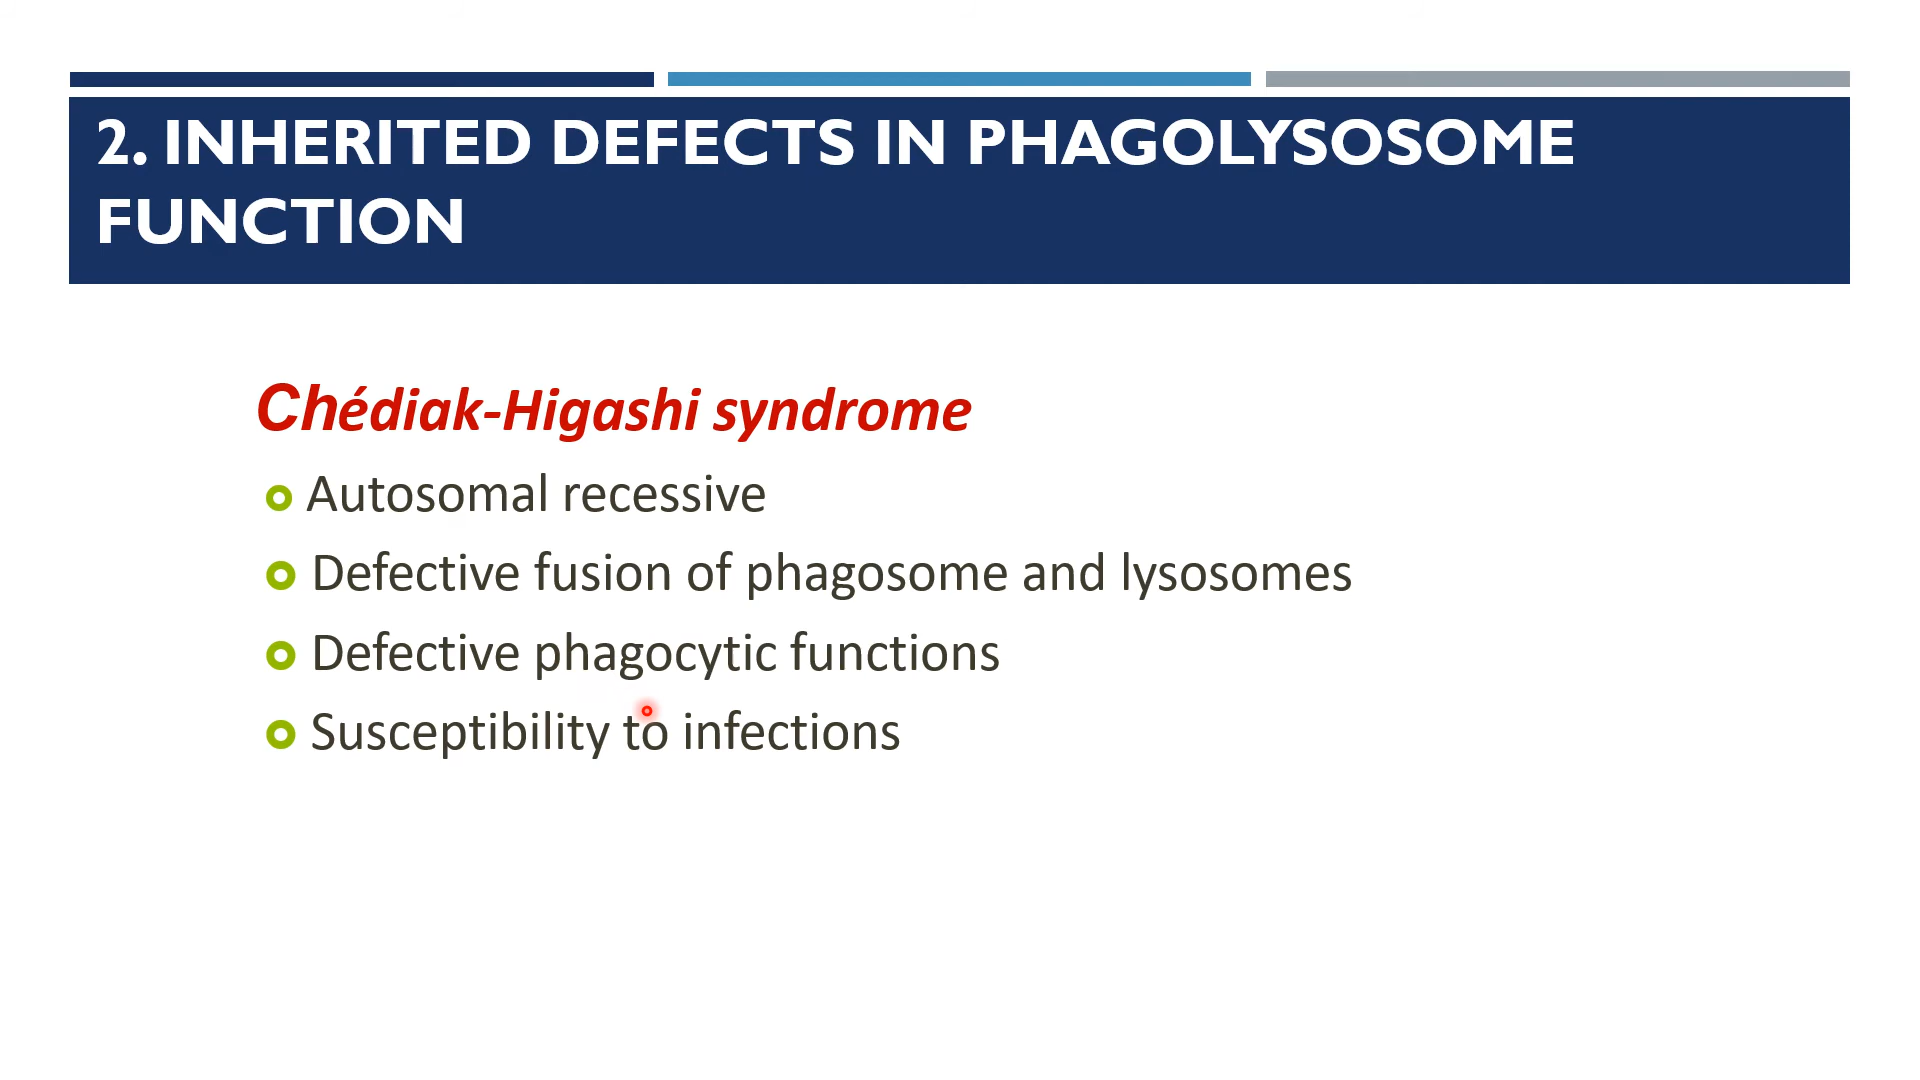 2. INHERITED DEFECTS IN PHAGOLYSOSOME
FUNCTION
Chédiak-Higashi syndrome
Autosomal recessive
Defective fusion of phagosome and lysosomes
Defective phagocytic functions
Susceptibility to infections